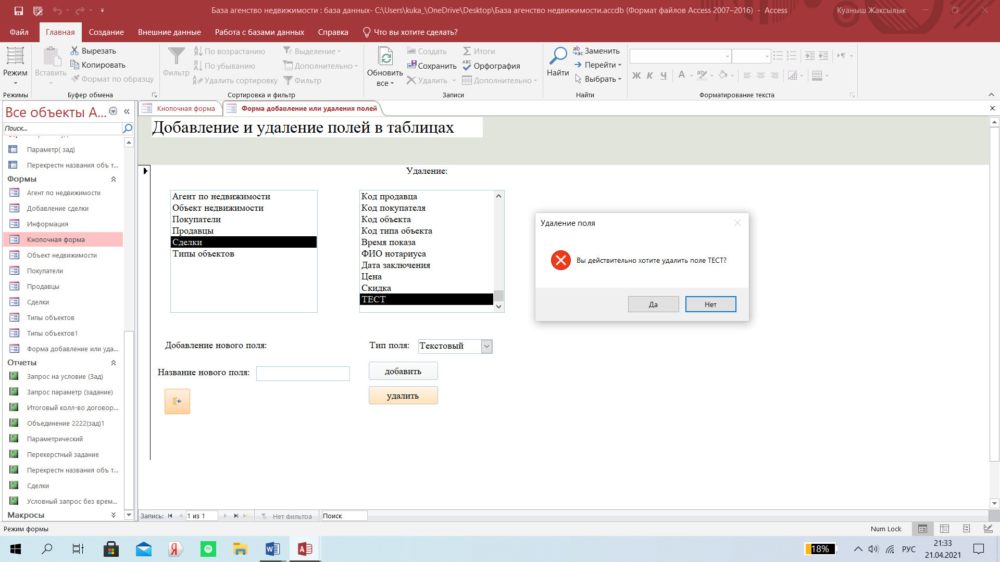 База агенство недвижимости : база данных- C:\Users\kuka_\OneDrive\Desktop\База агенство недвижимости.accdb (Формат файлов Access 2007–2016) - Access
Куаныш Жаксылык
Файл
Главная
Создание
Внешние данные
Работа с базами данных
Справка
Что вы хотите сделать?
Режим
Режимы
Вставить
Вырезать
Копировать
Формат по образцу
Буфер обмена
Фильтр
По возрастанию
По убыванию
Удалить сортировку
Выделение
Дополнительно
Фильтр
Сортировка и фильтр
Обновить
все
Создать
Сохранить
Удалить
Итоги
Орфография
Дополнительно
Записи
Найти
Заменить
Перейти
Выбрать
Найти
Ж К Ч
Форматирование текста
Все объекты A...
Поиск...
Параметр( зад)
Перекрестн названия объ т...
Формы
Агент по недвижимости
Добавление сделки
Информация
Кнопочная форма
Объект недвижимости
Покупатели
Продавцы
Сделки
Типы объектов
Типы объектов1
Форма добавление или уда...
Отчеты
Запрос на условие (Зад)
Запрос параметр (задание)
Итоговый колл-во договор...
Объединение 2222(зад)1
Параметрический
Перекерстный задание
Перекрестн названия объ т...
Сделки
Условный запрос без врем...
Макросы
Кнопочная форма
Форма добавление или удаления полей
Добавление и удаление полей в таблицах
Удаление:
Агент по недвижимости
Объект недвижимости
Покупатели
Продавцы
Сделки
Типы объектов
Код продавца
Код покупателя
Код объекта
Код типа объекта
Время показа
ФИО нотариуса
Дата заключения
Цена
Скидка
ТЕСТ
Удаление поля
Вы действительно хотите удалить поле ТЕСТ?
Да
Нет
Добавление нового поля:
Тип поля:
Текстовый
Название нового поля:
добавить
удалить
Запись:
1 из 1
Нет фильтра
Поиск
Режим формы
Num Lock
18%
РУС
21:33
21.04.2021